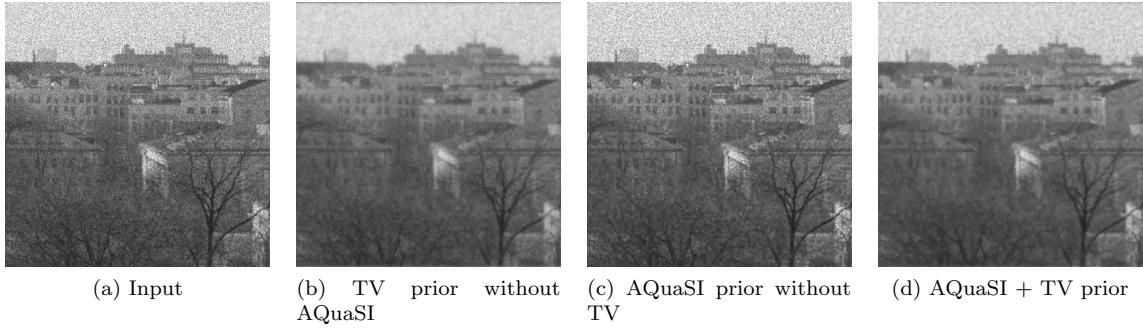 (a) Input
(b) TV prior without
AQuaSI
(c) AQuaSI prior without
TV
(d) AQuaSI + TV prior